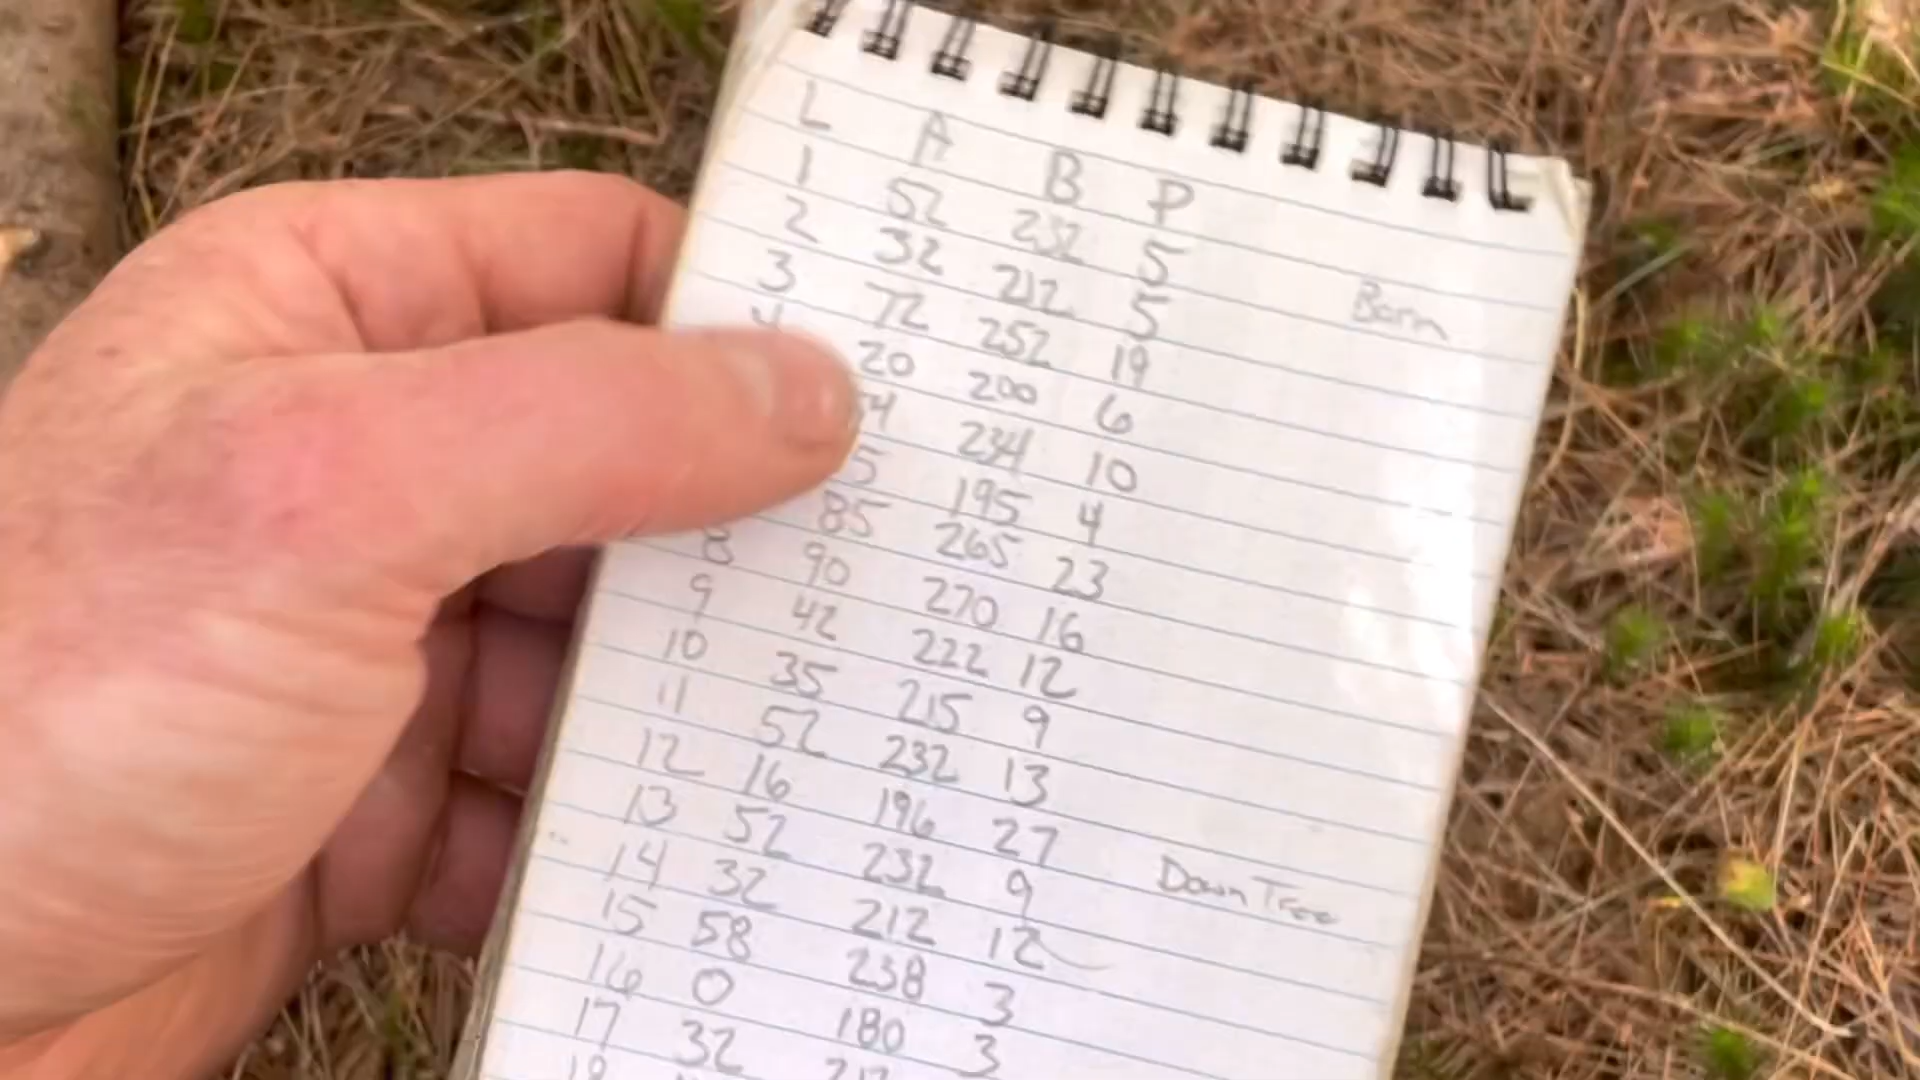 L A B P
1 52 232 5 Barn
2 32 212 5
3 72 252 19
4 20 200 6
234 10
195 4
85 265 23
8 90 270 16
9 42 222 12
10 35 215 9
11 52 232 13
12 16 196 27 Down Tree
13 52 232 9
14 32 212 12
15 58 238 3
16 0 180 3
17 32 212
18